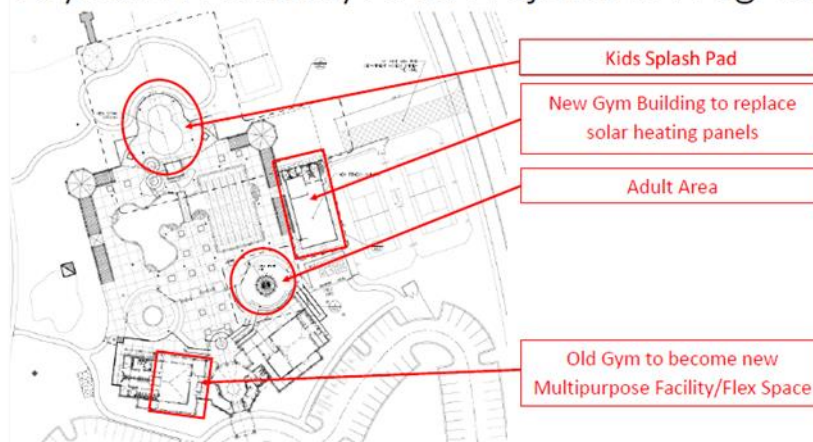 Kids Splash Pad
New Gym Building to replace
solar heating panels
Adult Area
Old Gym to become new
Multipurpose Facility/Flex Space